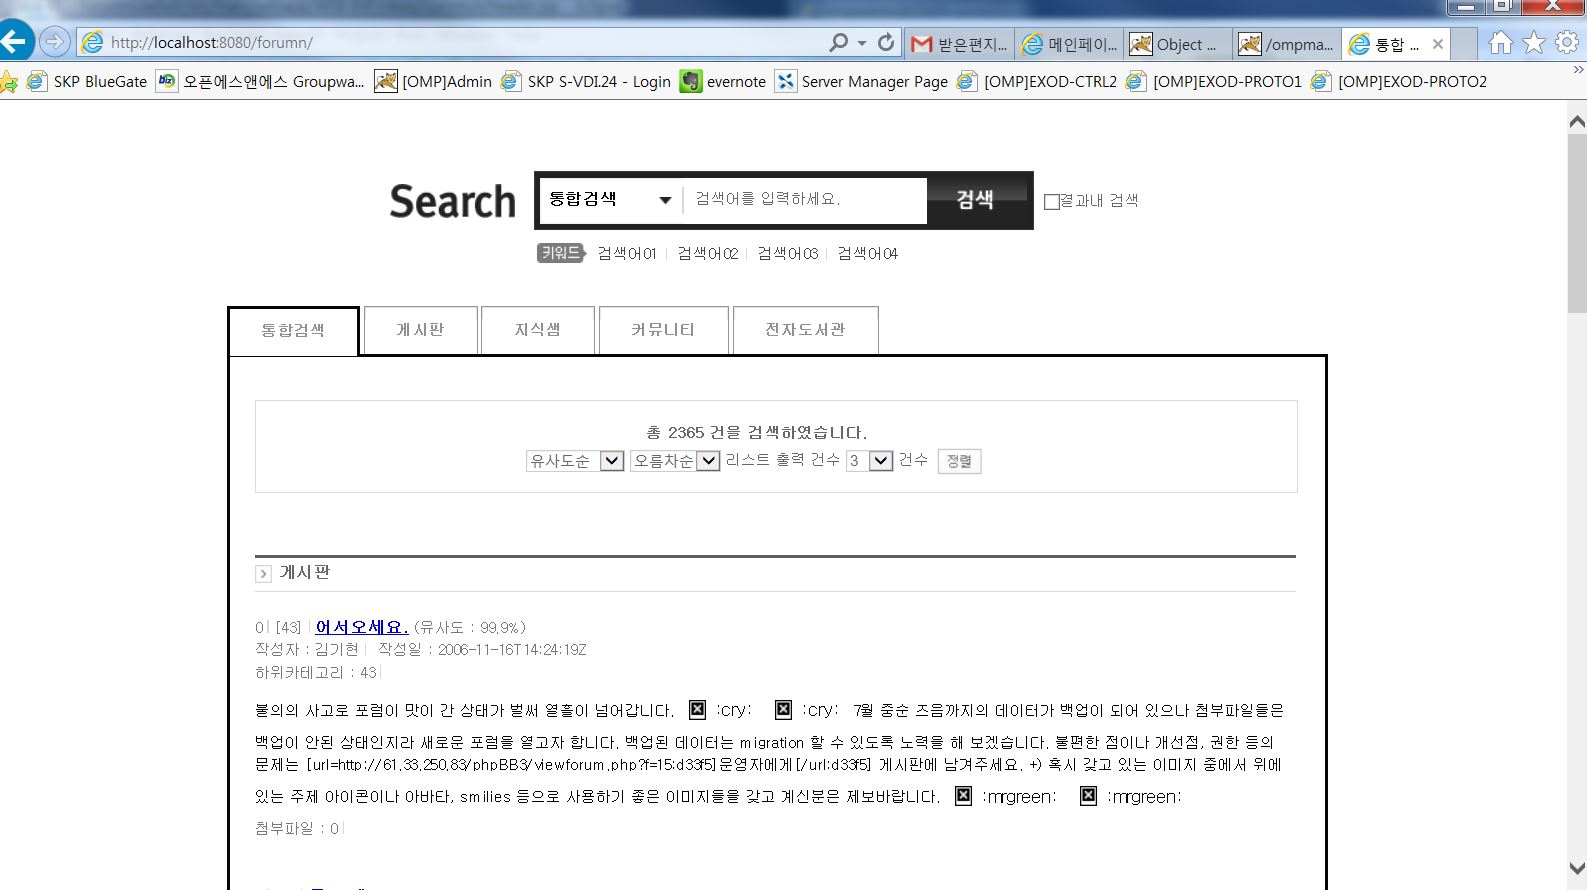 http://localhost:8080/forumn/
받은편지...
메인페이...
Object ...
/ompma...
통합 ...
SKP BlueGate
오픈에스앤에스 Groupwa...
[OMP]Admin
SKP S-VDI.24 - Login
evernote
Server Manager Page
[OMP]EXOD-CTRL2
[OMP]EXOD-PROTO1
[OMP]EXOD-PROTO2
Search
통합검색
검색어를 입력하세요.
검색
결과내 검색
키워드 검색어01 | 검색어02 | 검색어03 | 검색어04
통합검색
게시판
지식샘
커뮤니티
전자도서관
총 2365 건을 검색하였습니다.
유사도순 오름차순 리스트 출력 건수 3 건수 정렬
게시판
0| [43] |어서오세요. (유사도 : 99.9%)
작성자 : 김기현 | 작성일 : 2006-11-16T14:24:19Z
하위카테고리 : 43|
불의의 사고로 포럼이 맛이 간 상태가 벌써 열흘이 넘어갑니다. :cry: :cry: 7월 중순 즈음까지의 데이터가 백업이 되어 있으나 첨부파일들은
백업이 안된 상태인지라 새로운 포럼을 열고자 합니다. 백업된 데이터는 migration 할 수 있도록 노력을 해 보겠습니다. 불편한 점이나 개선점, 권한 등의
문제는 [url=http://61.33.250.83/phpBB3/viewforum.php?f=15:d33f5]운영자에게[/url:d33f5] 게시판에 남겨주세요. +) 혹시 갖고 있는 이미지 중에서 위에
있는 주제 아이콘이나 아바타, smilies 등으로 사용하기 좋은 이미지들을 갖고 계신분은 제보바랍니다. :mrgreen: :mrgreen:
첨부파일 : 0|